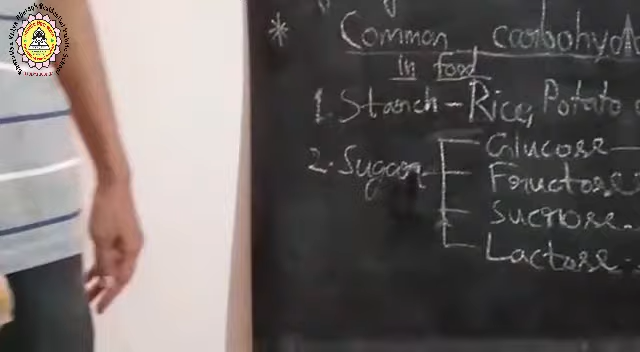 * Common carbohyd
in food
1. Starch - Rice, Potato
2. Sugar
Glucose
Fructose
Sucrose
Lactose